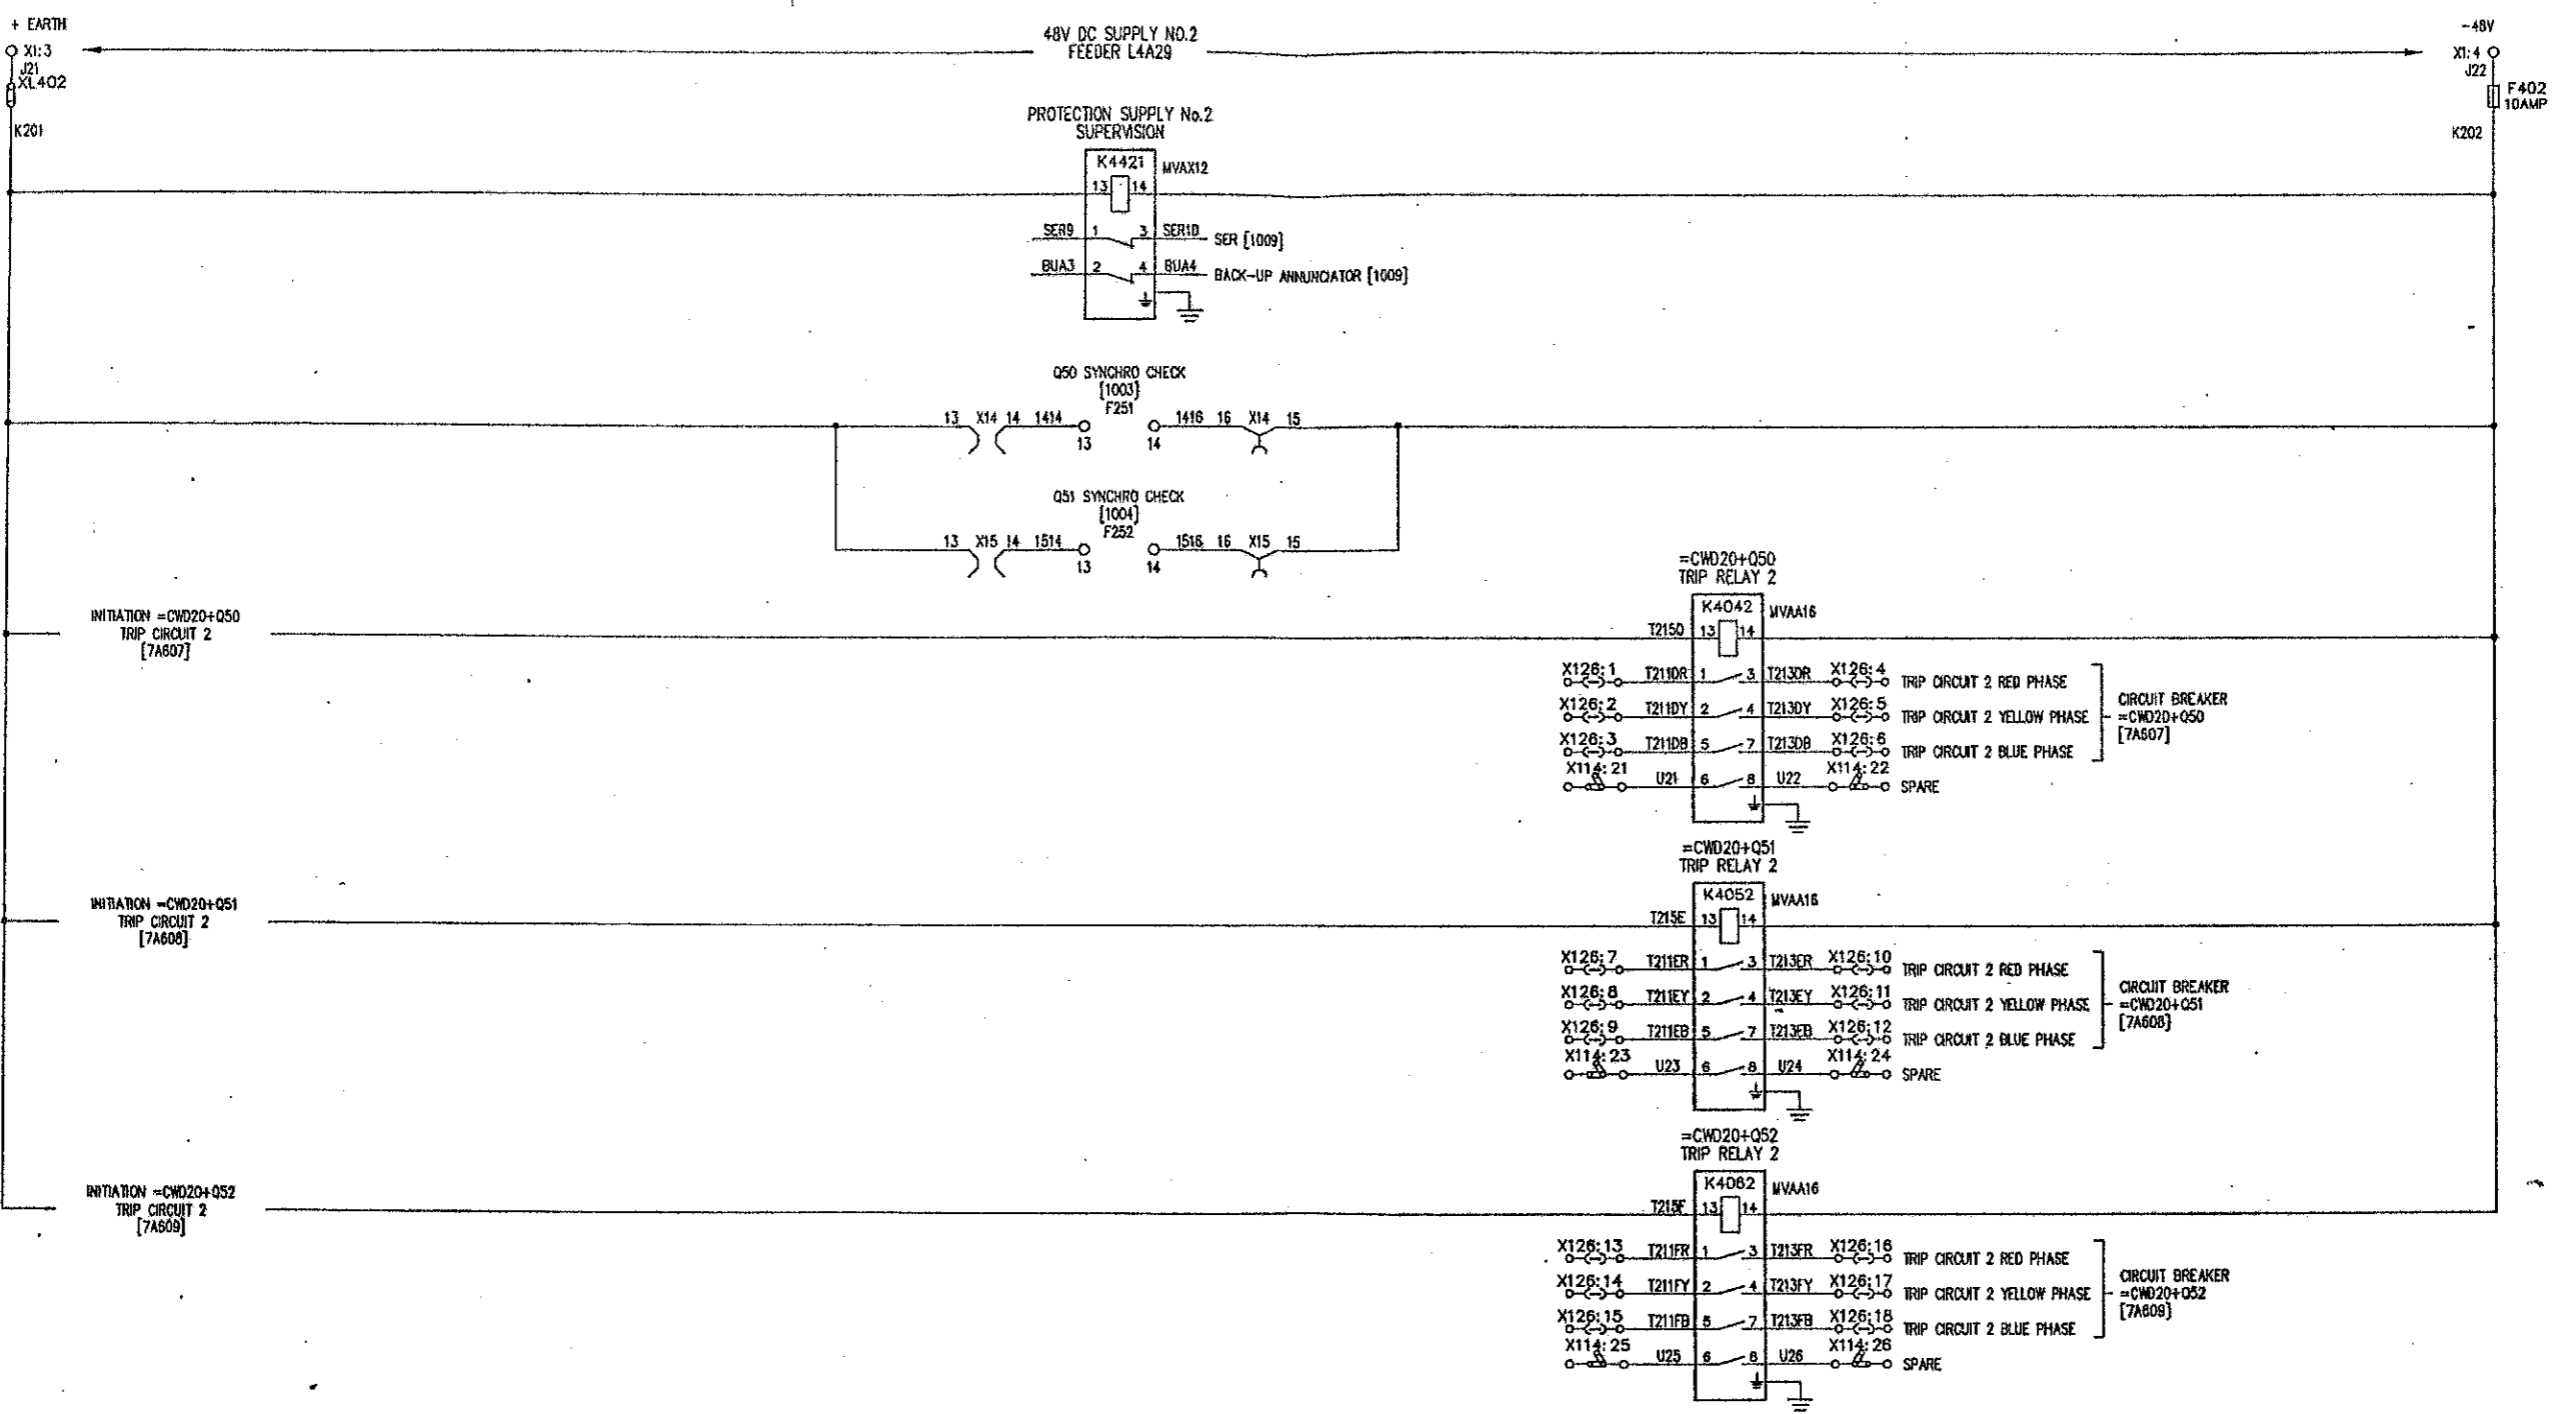 + EARTH
X1:3
J21
XL402
K201
48V DC SUPPLY NO.2
FEEDER L4A29
-48V
X1:4
J22
F402
10AMP
K202
PROTECTION SUPPLY No.2
SUPERVISION
K4421
MVAX12
13 14
SER9 1 3 SER10 SER [1009]
BUA3 2 4 BUA4 BACK-UP ANNUNCIATOR [1009]
Q50 SYNCHRO CHECK
[1003]
F251
13 X14 14 1414 1416 16 X14 15
13 14
Q51 SYNCHRO CHECK
[1004]
F252
13 X15 14 1514 1516 16 X15 15
13 14
INITIATION =CWD20+Q50
TRIP CIRCUIT 2
[7A607]
=CWD20+Q50
TRIP RELAY 2
K4042 MVAA16
T215D 13 14
X126:1 T211DR 1 3 T213DR X126:4 TRIP CIRCUIT 2 RED PHASE
X126:2 T211DY 2 4 T213DY X126:5 TRIP CIRCUIT 2 YELLOW PHASE
X126:3 T211DB 5 7 T213DB X126:6 TRIP CIRCUIT 2 BLUE PHASE
X114:21 U21 6 8 U22 X114:22 SPARE
CIRCUIT BREAKER
=CWD20+Q50
[7A607]
INITIATION =CWD20+Q51
TRIP CIRCUIT 2
[7A608]
=CWD20+Q51
TRIP RELAY 2
K4052 MVAA16
T215E 13 14
X126:7 T211ER 1 3 T213ER X126:10 TRIP CIRCUIT 2 RED PHASE
X126:8 T211EY 2 4 T213EY X126:11 TRIP CIRCUIT 2 YELLOW PHASE
X126:9 T211EB 5 7 T213EB X126:12 TRIP CIRCUIT 2 BLUE PHASE
X114:23 U23 6 8 U24 X114:24 SPARE
CIRCUIT BREAKER
=CWD20+Q51
[7A608]
INITIATION =CWD20+Q52
TRIP CIRCUIT 2
[7A609]
=CWD20+Q52
TRIP RELAY 2
K4062 MVAA16
T215F 13 14
X126:13 T211FR 1 3 T213FR X126:16 TRIP CIRCUIT 2 RED PHASE
X126:14 T211FY 2 4 T213FY X126:17 TRIP CIRCUIT 2 YELLOW PHASE
X126:15 T211FB 5 7 T213FB X126:18 TRIP CIRCUIT 2 BLUE PHASE
X114:25 U25 6 8 U26 X114:26 SPARE
CIRCUIT BREAKER
=CWD20+Q52
[7A609]